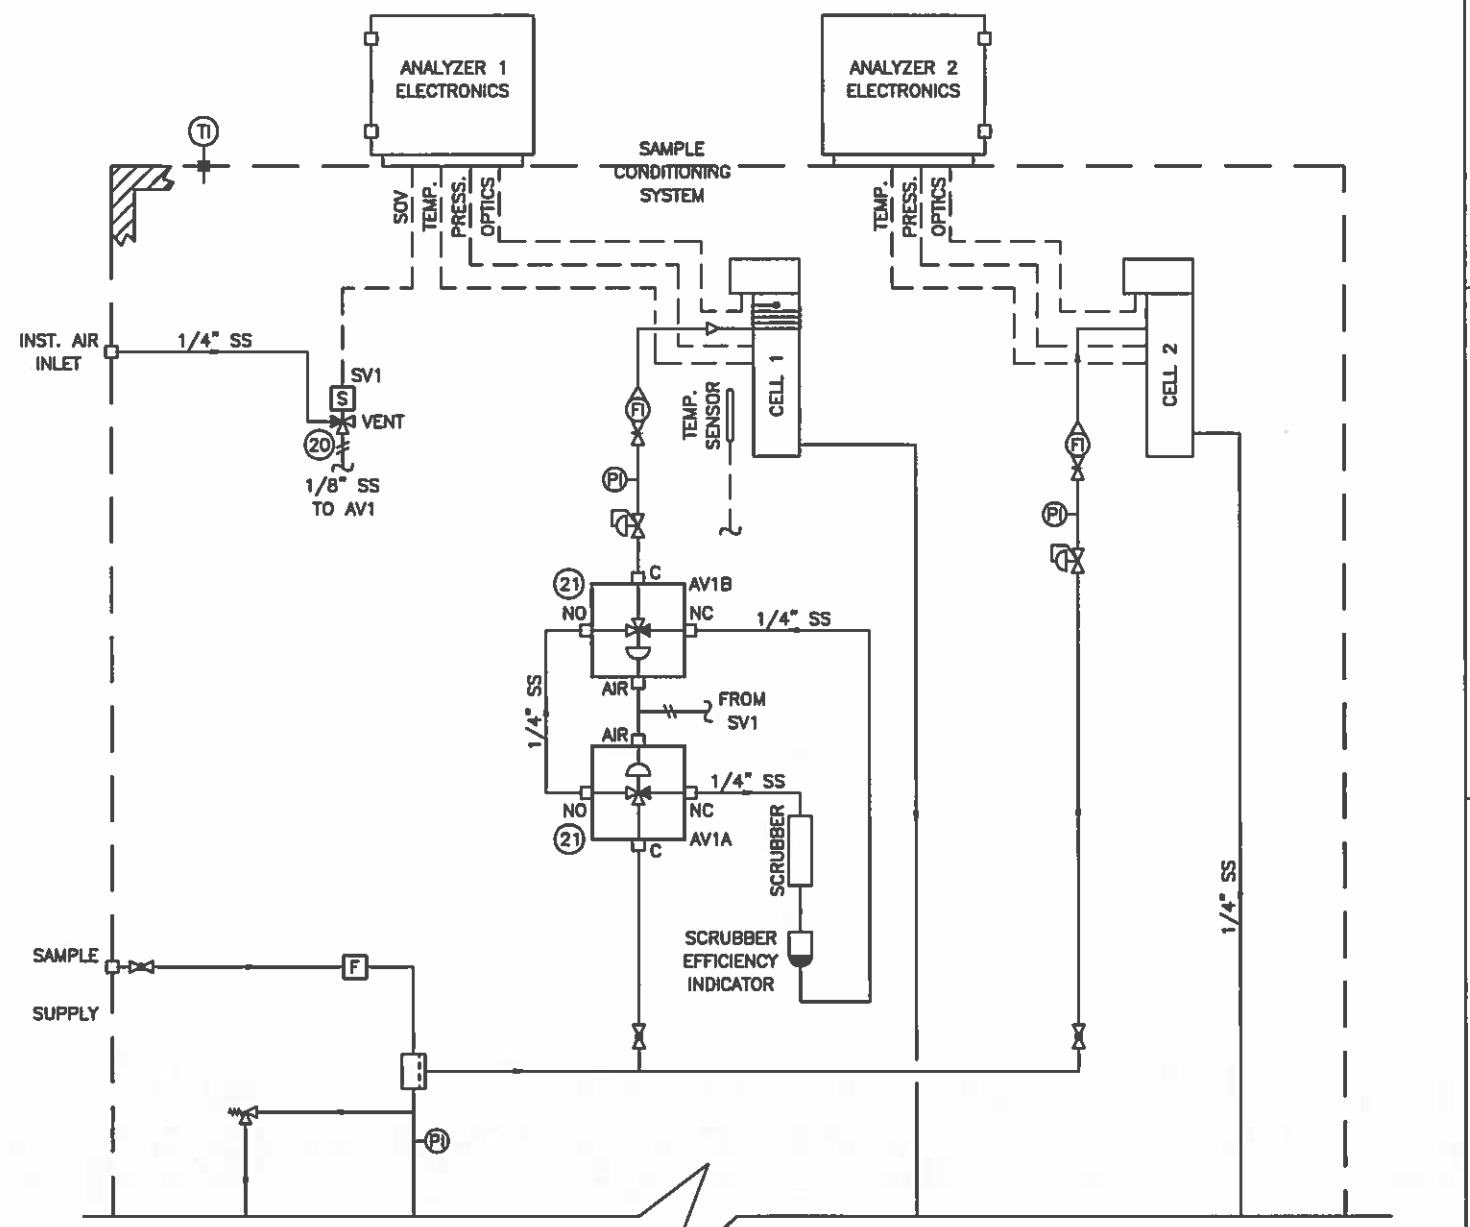 ANALYZER 1
ELECTRONICS
ANALYZER 2
ELECTRONICS
TI
SAMPLE
CONDITIONING
SYSTEM
SOV
TEMP.
PRESS.
OPTICS
TEMP.
PRESS.
OPTICS
INST. AIR
INLET
1/4" SS
SV1
S
VENT
20
1/8" SS
TO AV1
FI
TEMP.
SENSOR
CELL 1
CELL 2
FI
PI
PI
21
C
AV1B
NO
NC
1/4" SS
AIR
1/4" SS
FROM
SV1
AIR
1/4" SS
NO
NC
21
C
AV1A
SCRUBBER
1/4" SS
SCRUBBER
EFFICIENCY
INDICATOR
SAMPLE
SUPPLY
F
PI